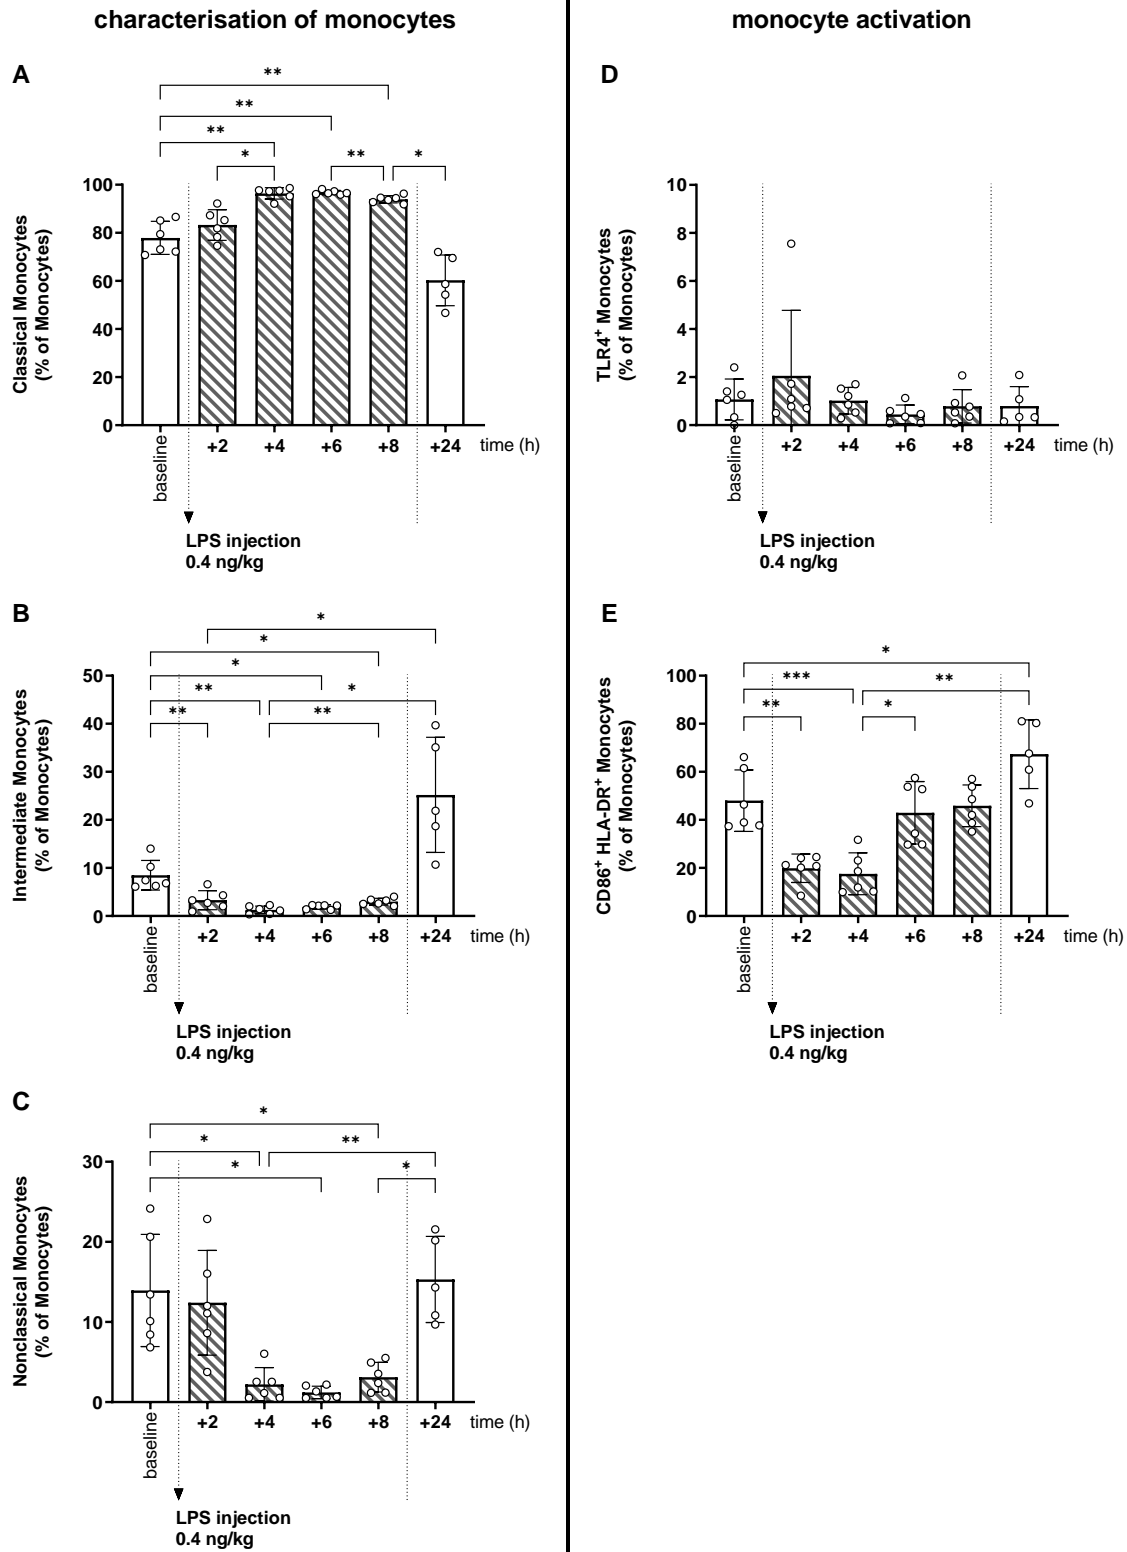 characterisation of monocytes
monocyte activation
A
**
**
**
*
**
*
Classical Monocytes
(% of Monocytes)
100
80
60
40
20
0
baseline
+2
+4
+6
+8
+24
time (h)
LPS injection
0.4 ng/kg
D
TLR4+ Monocytes
(% of Monocytes)
10
8
6
4
2
0
baseline
+2
+4
+6
+8
+24
time (h)
LPS injection
0.4 ng/kg
B
*
*
*
**
*
**
**
Intermediate Monocytes
(% of Monocytes)
50
40
30
20
10
0
baseline
+2
+4
+6
+8
+24
time (h)
LPS injection
0.4 ng/kg
E
*
***
**
**
*
CD86+ HLA-DR+ Monocytes
(% of Monocytes)
100
80
60
40
20
0
baseline
+2
+4
+6
+8
+24
time (h)
LPS injection
0.4 ng/kg
C
*
*
**
*
*
Nonclassical Monocytes
(% of Monocytes)
30
20
10
0
baseline
+2
+4
+6
+8
+24
time (h)
LPS injection
0.4 ng/kg